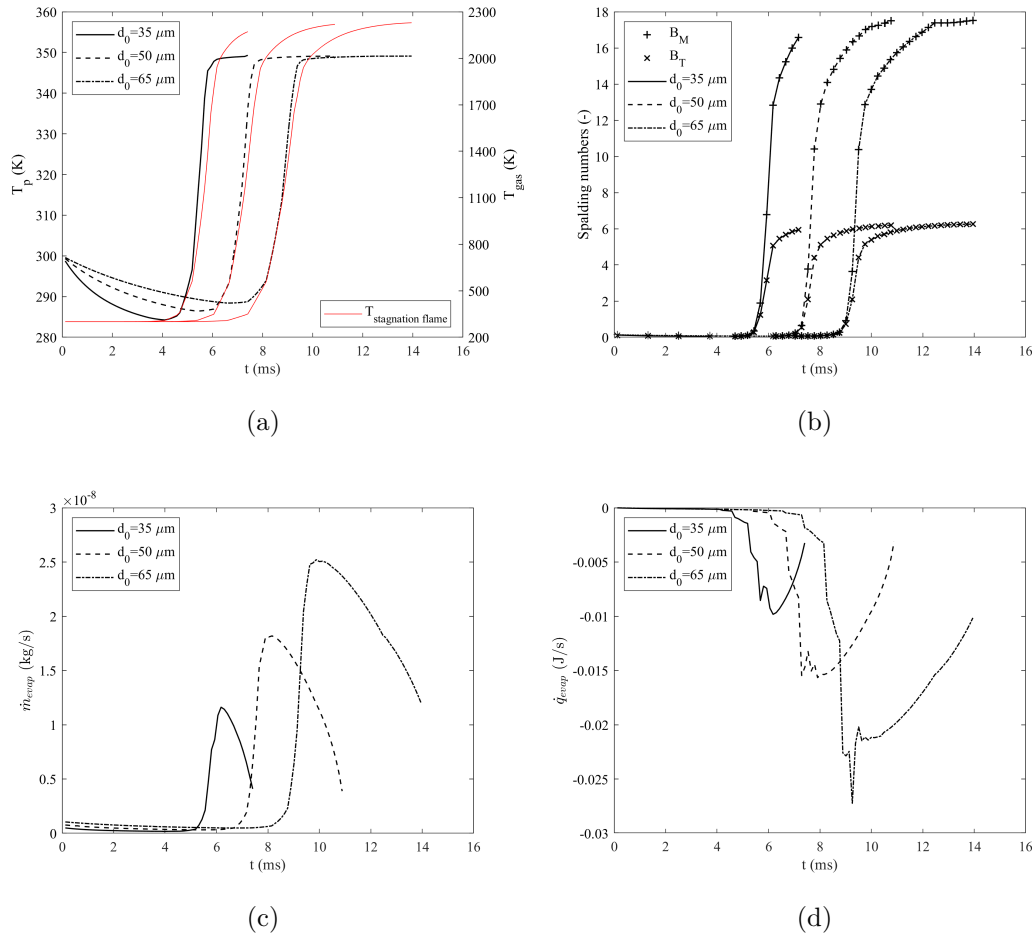 360
350
340
330
320
310
300
290
280
T_p (K)
2300
2000
1700
1400
1100
800
500
200
T_gas (K)
d_0=35 μm
d_0=50 μm
d_0=65 μm
T_stagnation flame
0 2 4 6 8 10 12 14 16
t (ms)
(a)
18
16
14
12
10
8
6
4
2
0
Spalding numbers (-)
B_M
B_T
d_0=35 μm
d_0=50 μm
d_0=65 μm
0 2 4 6 8 10 12 14 16
t (ms)
(b)
×10^-8
3
2.5
2
1.5
1
0.5
0
ṁ_evap (kg/s)
d_0=35 μm
d_0=50 μm
d_0=65 μm
0 2 4 6 8 10 12 14 16
t (ms)
(c)
0
-0.005
-0.01
-0.015
-0.02
-0.025
-0.03
q̇_evap (J/s)
d_0=35 μm
d_0=50 μm
d_0=65 μm
0 2 4 6 8 10 12 14 16
t (ms)
(d)